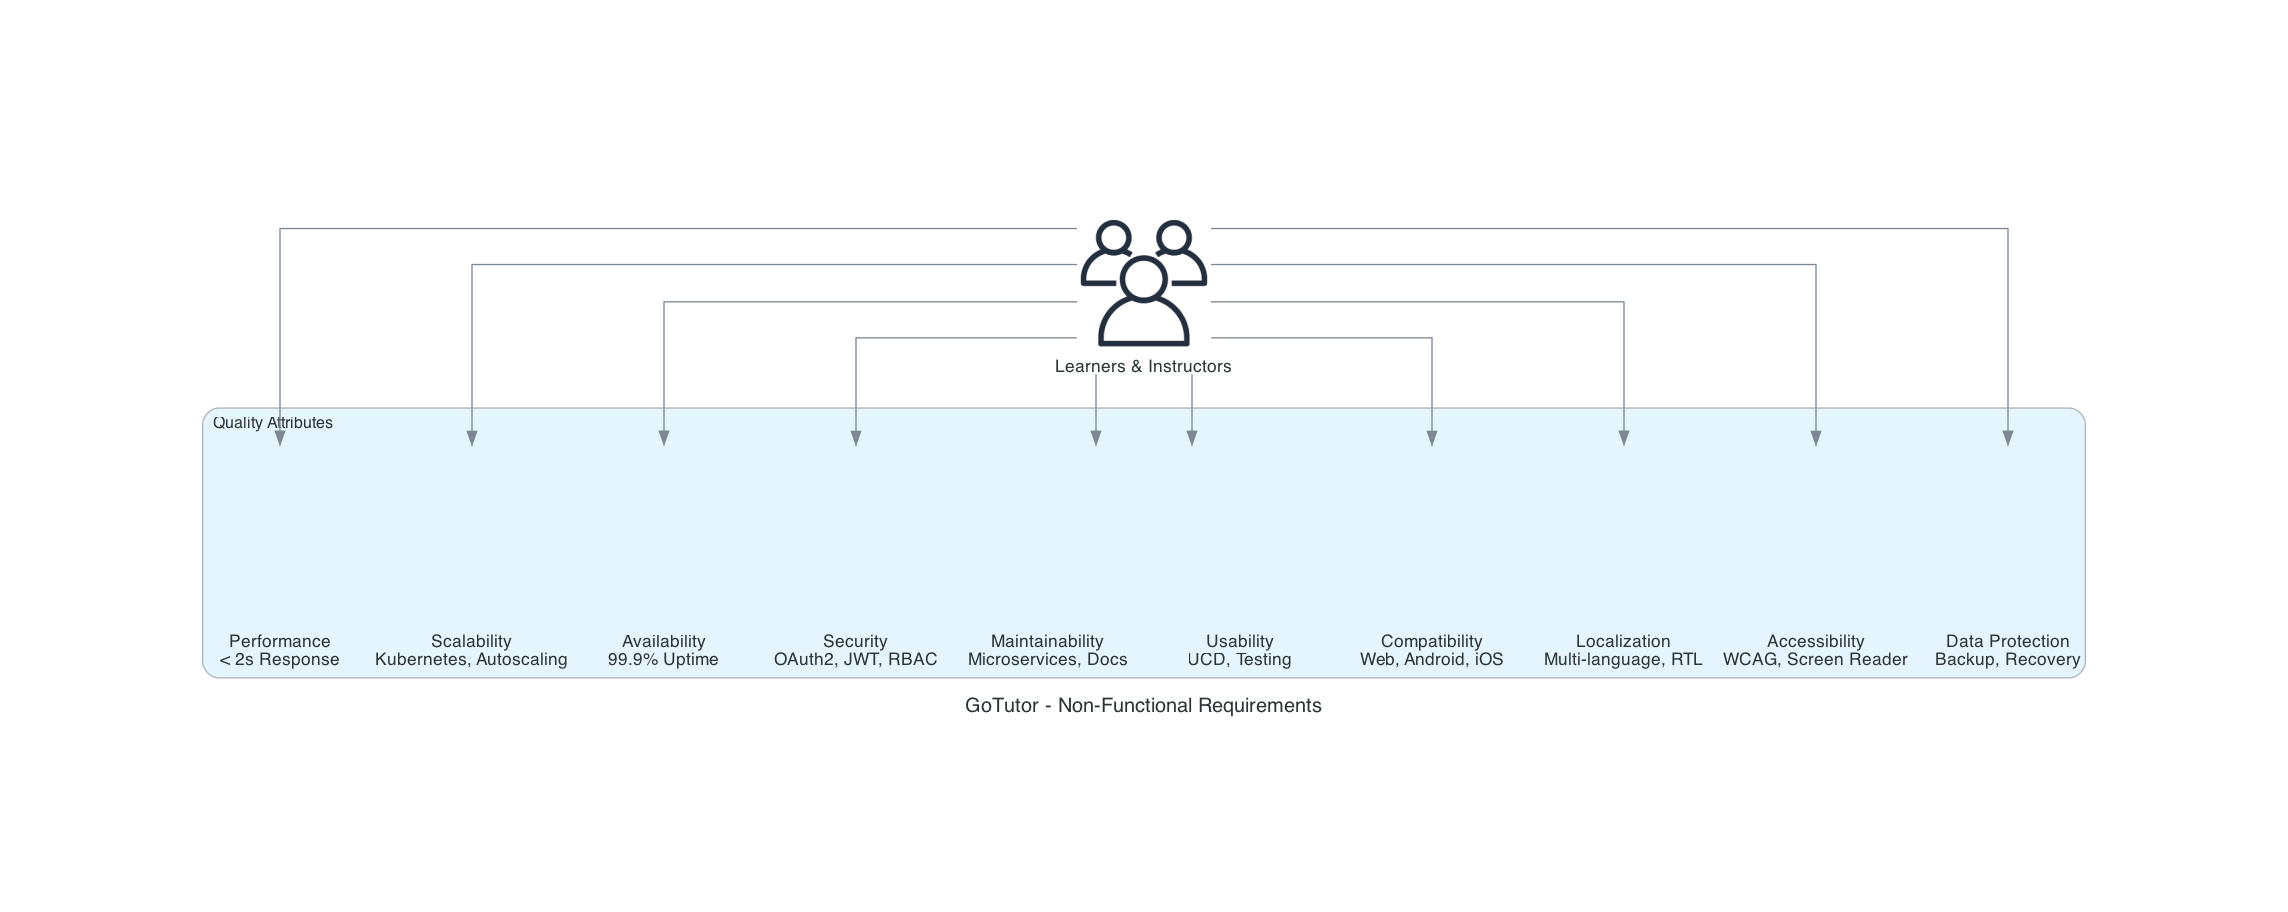 Learners & Instructors
Quality Attributes
Performance
< 2s Response
Scalability
Kubernetes, Autoscaling
Availability
99.9% Uptime
Security
OAuth2, JWT, RBAC
Maintainability
Microservices, Docs
Usability
UCD, Testing
Compatibility
Web, Android, iOS
Localization
Multi-language, RTL
Accessibility
WCAG, Screen Reader
Data Protection
Backup, Recovery
GoTutor - Non-Functional Requirements